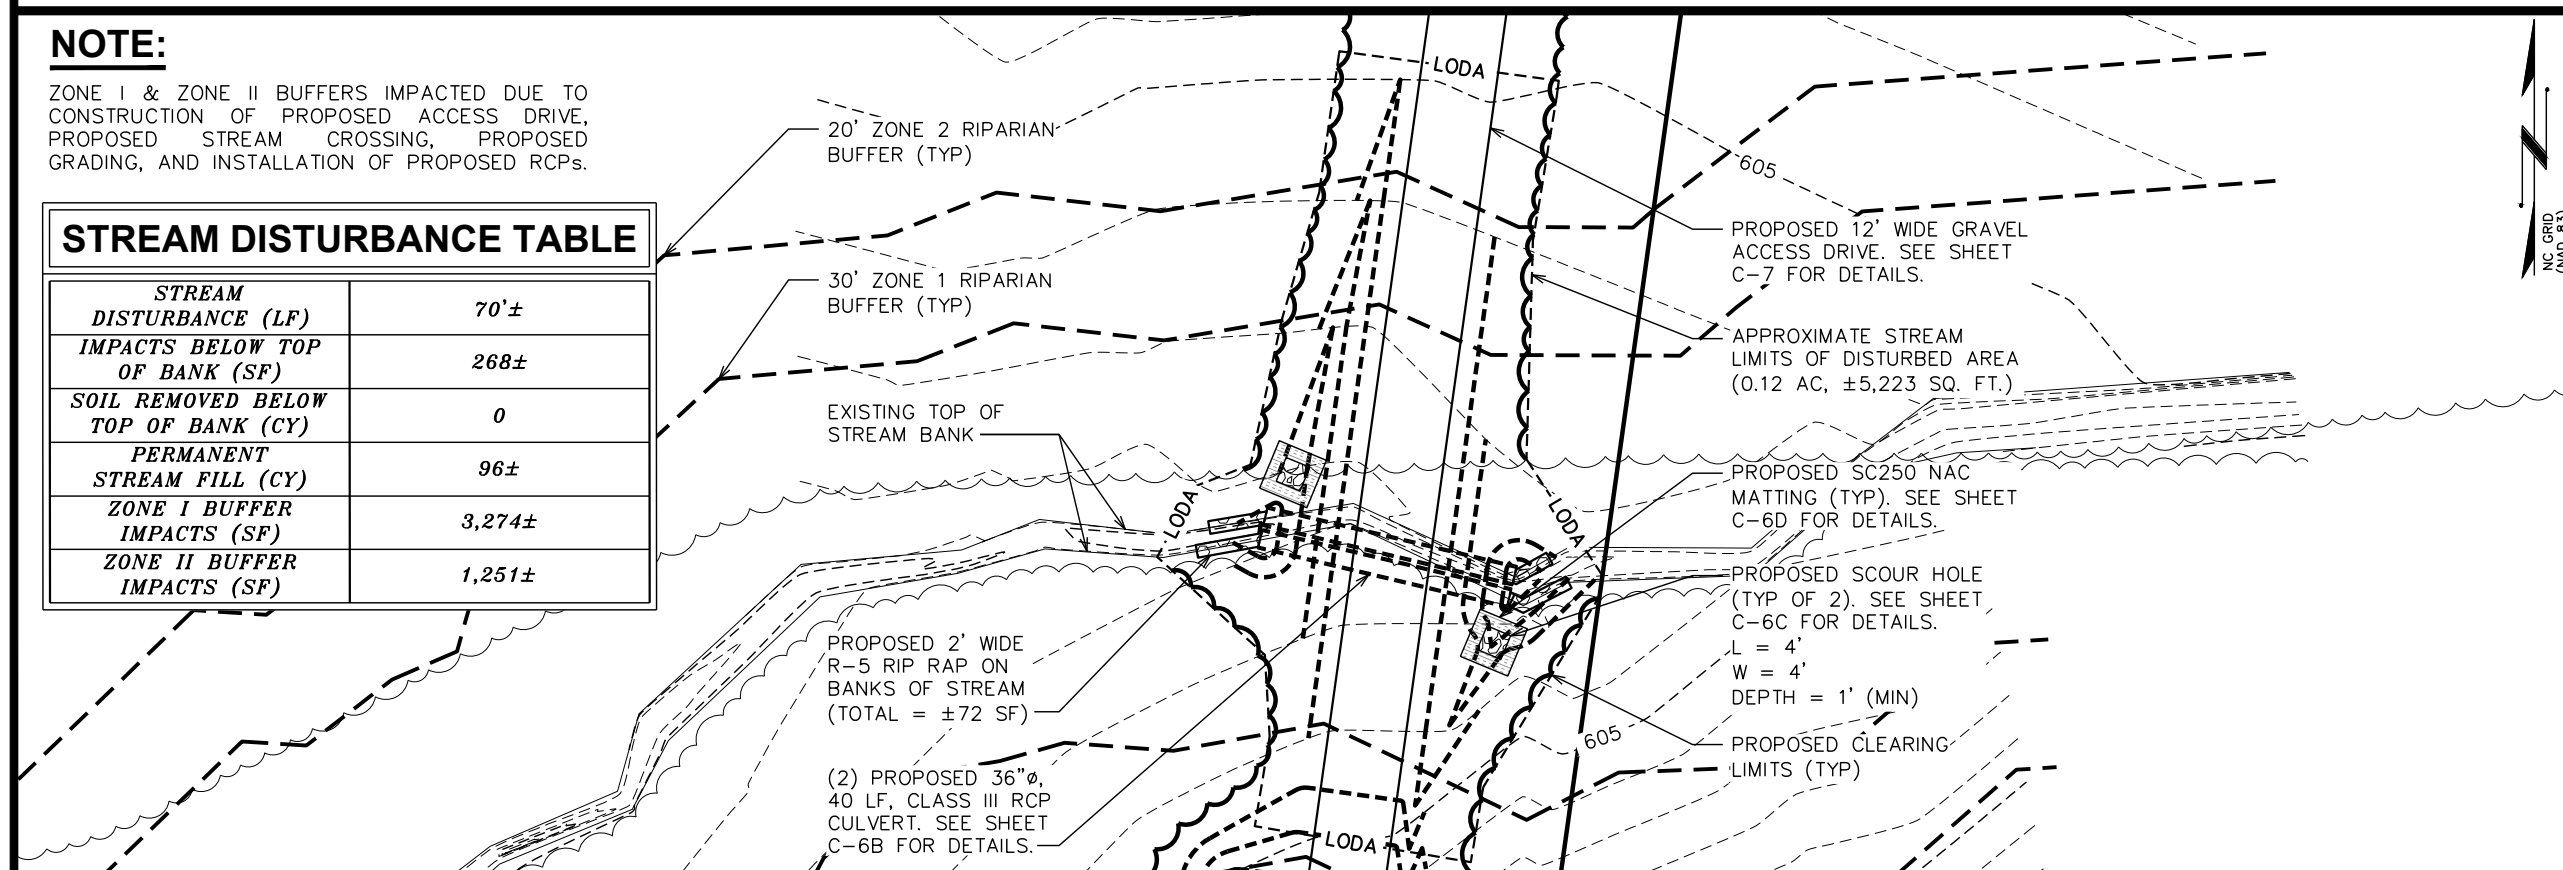 NOTE:
ZONE I & ZONE II BUFFERS IMPACTED DUE TO
CONSTRUCTION OF PROPOSED ACCESS DRIVE,
PROPOSED STREAM CROSSING, PROPOSED
GRADING, AND INSTALLATION OF PROPOSED RCPs.
STREAM DISTURBANCE TABLE
STREAM
DISTURBANCE (LF)
70'±
IMPACTS BELOW TOP
OF BANK (SF)
268±
SOIL REMOVED BELOW
TOP OF BANK (CY)
0
PERMANENT
STREAM FILL (CY)
96±
ZONE I BUFFER
IMPACTS (SF)
3,274±
ZONE II BUFFER
IMPACTS (SF)
1,251±
20' ZONE 2 RIPARIAN
BUFFER (TYP)
30' ZONE 1 RIPARIAN
BUFFER (TYP)
EXISTING TOP OF
STREAM BANK
PROPOSED 2' WIDE
R-5 RIP RAP ON
BANKS OF STREAM
(TOTAL = ±72 SF)
(2) PROPOSED 36"ø,
40 LF, CLASS III RCP
CULVERT. SEE SHEET
C-6B FOR DETAILS.
LODA
LODA
LODA
LODA
605
PROPOSED 12' WIDE GRAVEL
ACCESS DRIVE. SEE SHEET
C-7 FOR DETAILS.
APPROXIMATE STREAM
LIMITS OF DISTURBED AREA
(0.12 AC, ±5,223 SQ. FT.)
PROPOSED SC250 NAC
MATTING (TYP). SEE SHEET
C-6D FOR DETAILS.
PROPOSED SCOUR HOLE
(TYP OF 2). SEE SHEET
C-6C FOR DETAILS.
L = 4'
W = 4'
DEPTH = 1' (MIN)
605
PROPOSED CLEARING
LIMITS (TYP)
NC GRID
(NAD 83)